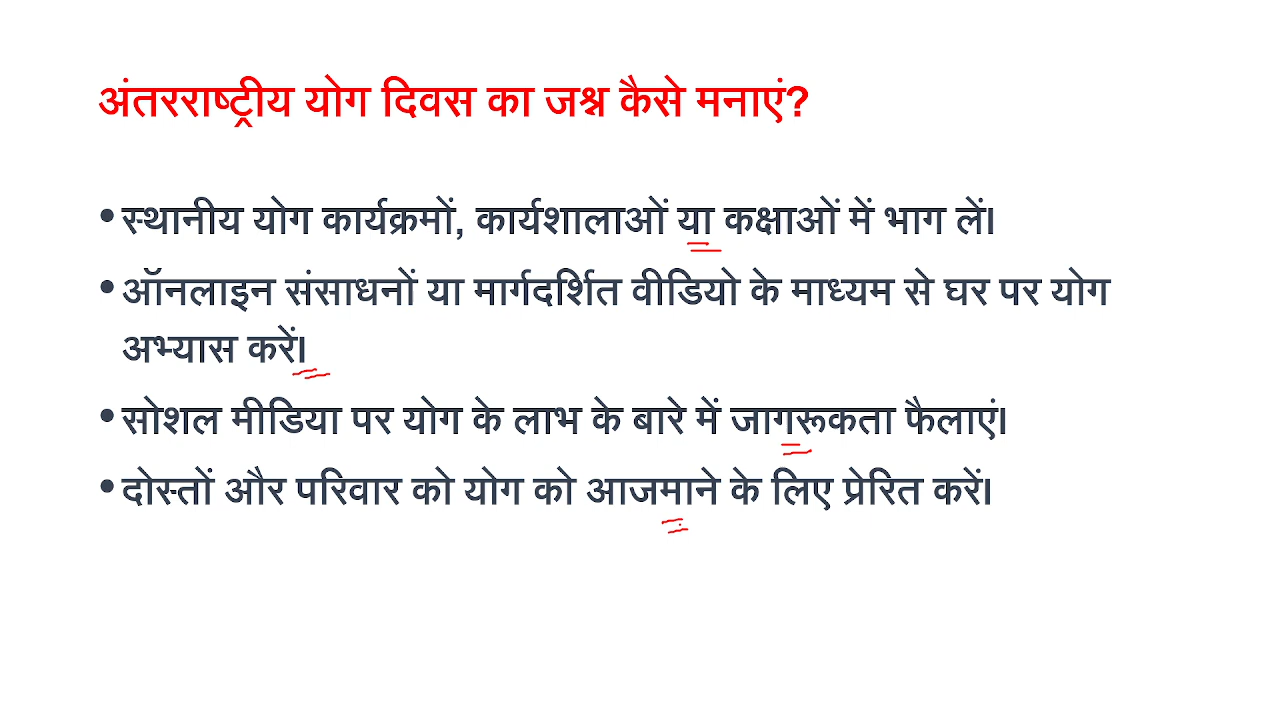 अंतरराष्ट्रीय योग दिवस का जश्न कैसे मनाएं?
• स्थानीय योग कार्यक्रमों, कार्यशालाओं या कक्षाओं में भाग लें।
• ऑनलाइन संसाधनों या मार्गदर्शित वीडियो के माध्यम से घर पर योग
अभ्यास करें।
• सोशल मीडिया पर योग के लाभ के बारे में जागरूकता फैलाएं।
• दोस्तों और परिवार को योग को आजमाने के लिए प्रेरित करें।